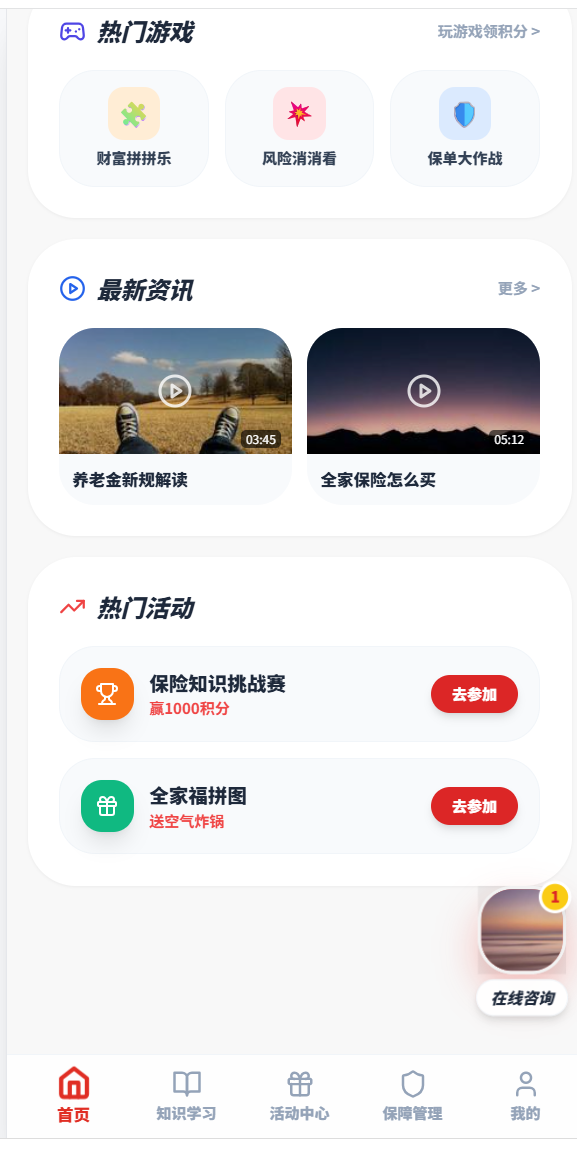 热门游戏
玩游戏领积分 >
财富拼拼乐
风险消消看
保单大作战
最新资讯
更多 >
03:45
05:12
养老金新规解读
全家保险怎么买
热门活动
保险知识挑战赛
赢1000积分
去参加
全家福拼图
送空气炸锅
去参加
1
在线咨询
首页
知识学习
活动中心
保障管理
我的